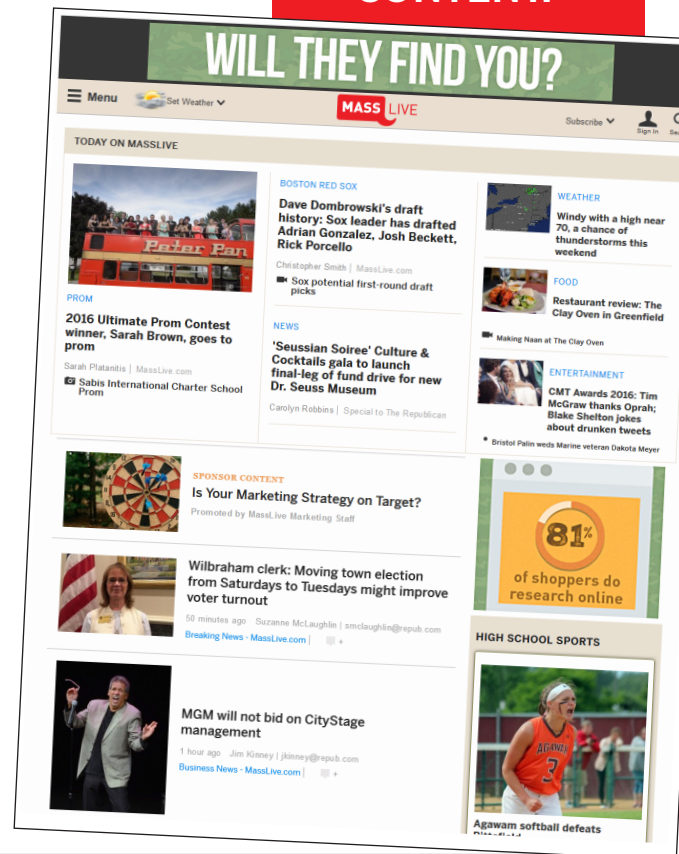 CONTENT.
WILL THEY FIND YOU?
Menu
Set Weather
MASS LIVE
Subscribe
Sign In
TODAY ON MASSLIVE
Peter Pan
PROM
2016 Ultimate Prom Contest
winner, Sarah Brown, goes to
prom
Sarah Platanitis | MassLive.com
Sabis International Charter School
Prom
BOSTON RED SOX
Dave Dombrowski's draft
history: Sox leader has drafted
Adrian Gonzalez, Josh Beckett,
Rick Porcello
Christopher Smith | MassLive.com
Sox potential first-round draft
picks
NEWS
'Seussian Soiree' Culture &
Cocktails gala to launch
final-leg of fund drive for new
Dr. Seuss Museum
Carolyn Robbins | Special to The Republican
WEATHER
Windy with a high near
70, a chance of
thunderstorms this
weekend
FOOD
Restaurant review: The
Clay Oven in Greenfield
Making Naan at The Clay Oven
ENTERTAINMENT
CMT Awards 2016: Tim
McGraw thanks Oprah;
Blake Shelton jokes
about drunken tweets
Bristol Palin weds Marine veteran Dakota Meyer
SPONSOR CONTENT
Is Your Marketing Strategy on Target?
Promoted by MassLive Marketing Staff
Wilbraham clerk: Moving town election
from Saturdays to Tuesdays might improve
voter turnout
50 minutes ago Suzanne McLaughlin | smclaughlin@repub.com
Breaking News - MassLive.com | +
MGM will not bid on CityStage
management
1 hour ago Jim Kinney | jkinney@repub.com
Business News - MassLive.com | +
81%
of shoppers do
research online
HIGH SCHOOL SPORTS
AGAWAM
3
Agawam softball defeats